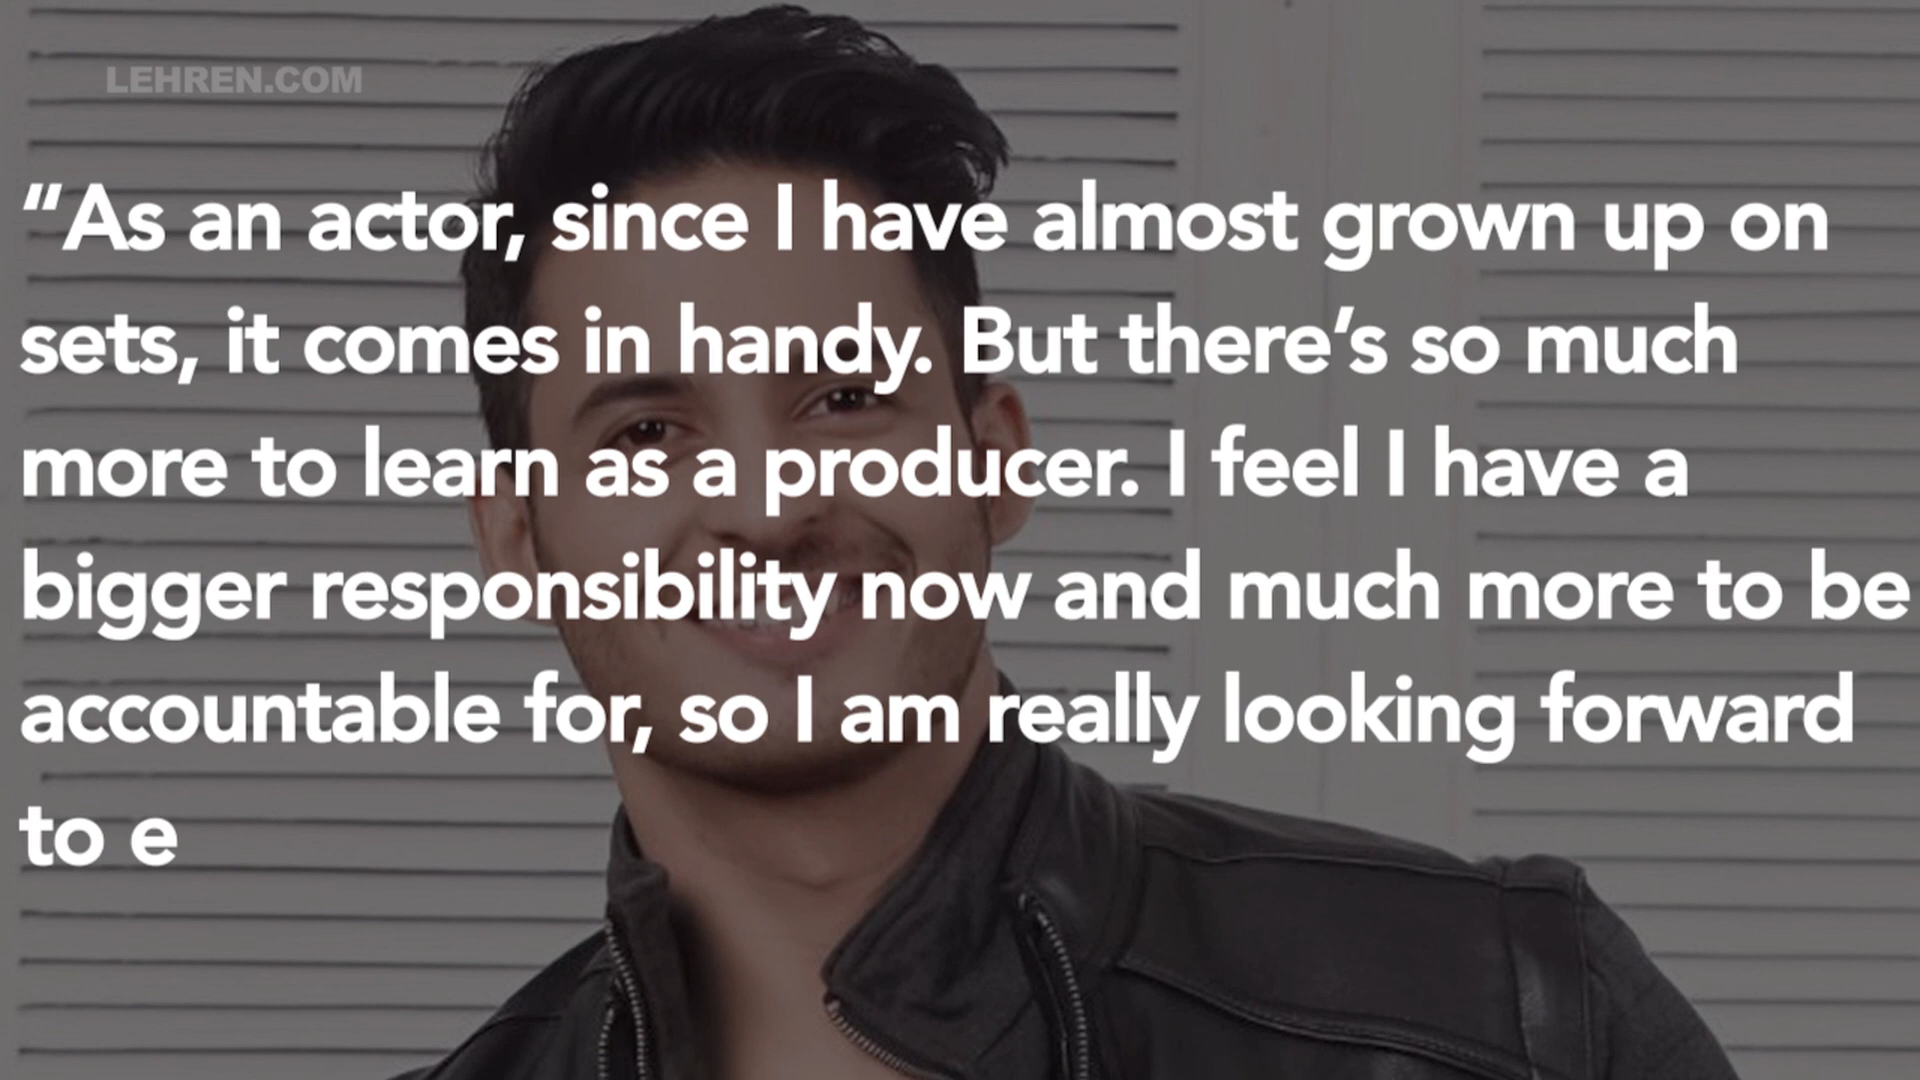 LEHREN.COM
“As an actor, since I have almost grown up on
sets, it comes in handy. But there’s so much
more to learn as a producer. I feel I have a
bigger responsibility now and much more to be
accountable for, so I am really looking forward
to e